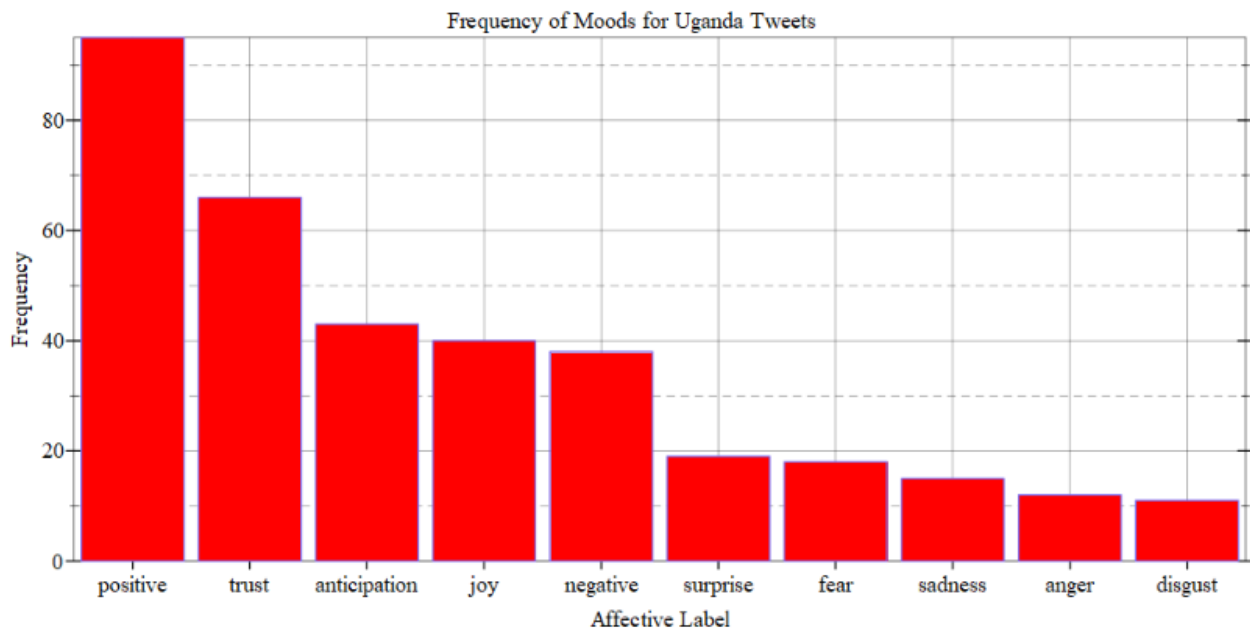 Frequency of Moods for Uganda Tweets
80
60
40
20
0
Frequency
positive trust anticipation joy negative surprise fear sadness anger disgust
Affective Label